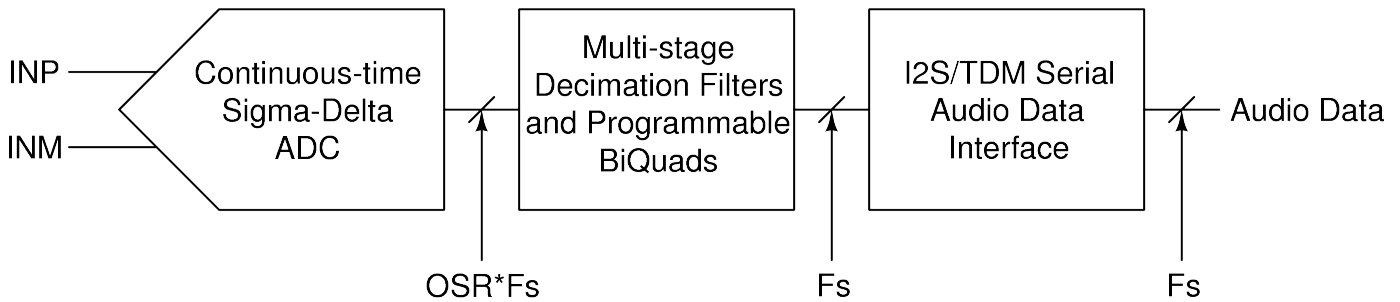 INP
INM
Continuous-time
Sigma-Delta
ADC
Multi-stage
Decimation Filters
and Programmable
BiQuads
I2S/TDM Serial
Audio Data
Interface
Audio Data
OSR*Fs
Fs
Fs